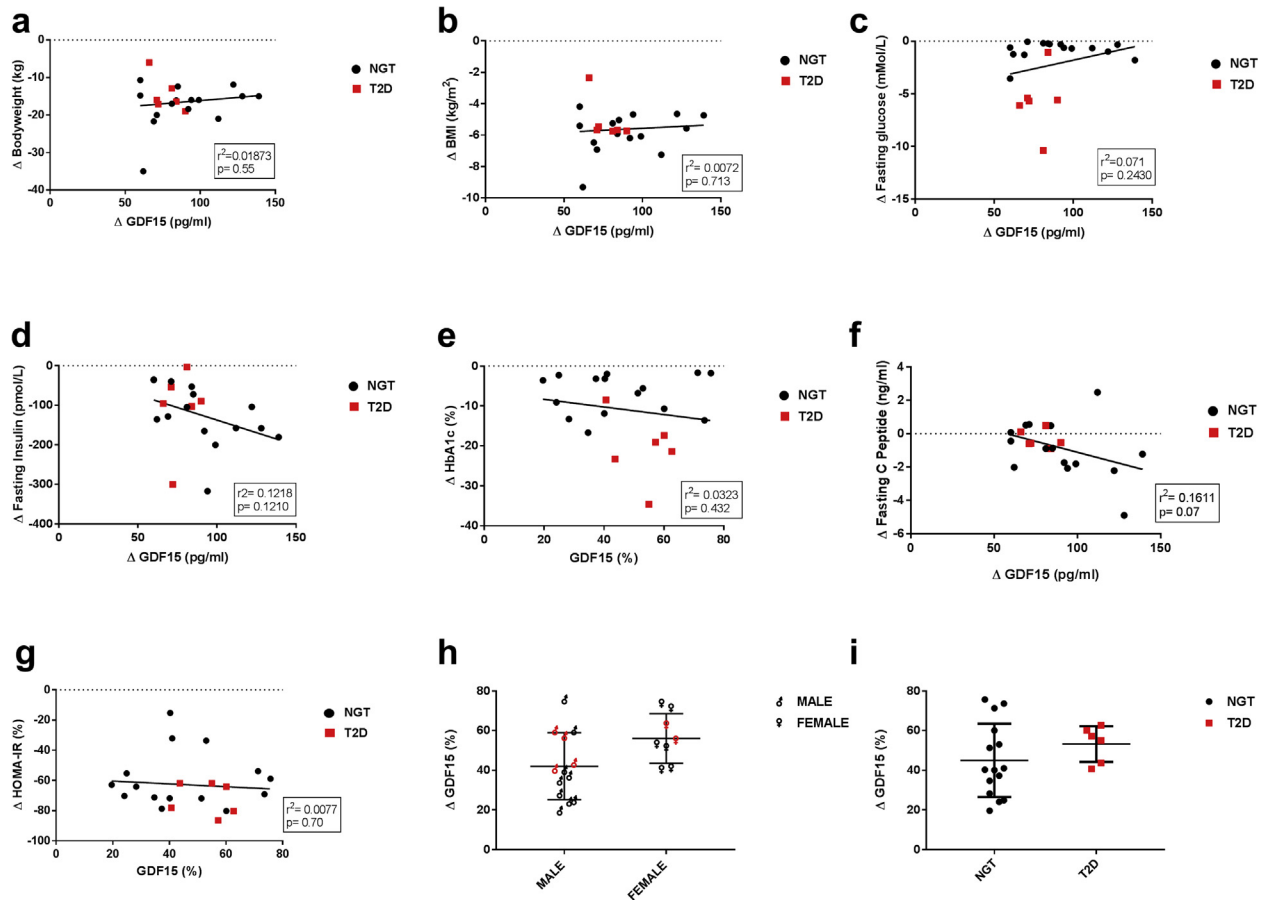 a
Δ Bodyweight (kg)
0
-10
-20
-30
-40
0
50
100
150
Δ GDF15 (pg/ml)
NGT
T2D
r²=0.01873
p= 0.55
b
Δ BMI (kg/m²)
0
-2
-4
-6
-8
-10
0
50
100
150
Δ GDF15 (pg/ml)
NGT
T2D
r²= 0.0072
p= 0.713
c
Δ Fasting glucose (mMol/L)
0
-5
-10
-15
0
50
100
150
Δ GDF15 (pg/ml)
NGT
T2D
r²=0.071
p= 0.2430
d
Δ Fasting Insulin (pmol/L)
0
-100
-200
-300
-400
0
50
100
150
Δ GDF15 (pg/ml)
NGT
T2D
r2= 0.1218
p= 0.1210
e
Δ HbA1c (%)
0
-10
-20
-30
-40
20
40
60
80
GDF15 (%)
NGT
T2D
r²= 0.0323
p= 0.432
f
Δ Fasting C Peptide (ng/ml)
4
2
0
-2
-4
-6
0
50
100
150
Δ GDF15 (pg/ml)
NGT
T2D
r²= 0.1611
p= 0.07
g
Δ HOMA-IR (%)
0
-20
-40
-60
-80
-100
0
20
40
60
80
GDF15 (%)
NGT
T2D
r²= 0.0077
p= 0.70
h
Δ GDF15 (%)
80
60
40
20
0
MALE
FEMALE
MALE
FEMALE
i
Δ GDF15 (%)
80
60
40
20
0
NGT
T2D
NGT
T2D